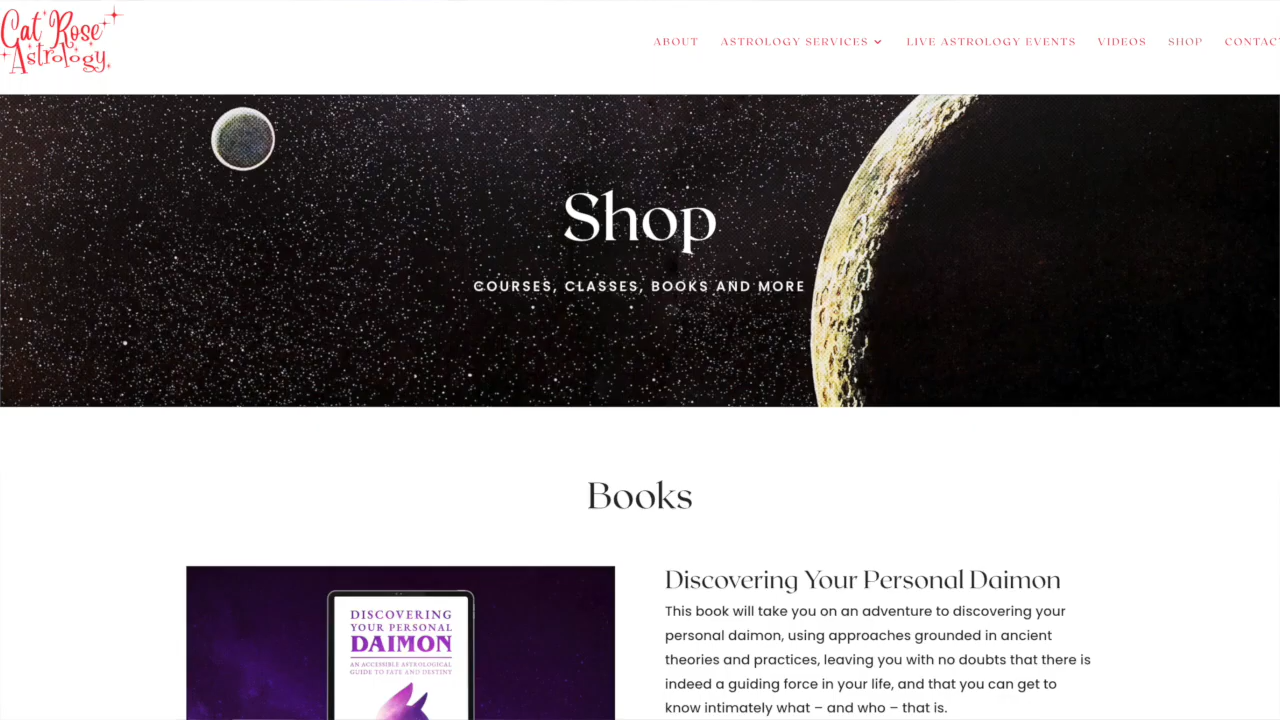 Cat Rose
Astrology
ABOUT
ASTROLOGY SERVICES
LIVE ASTROLOGY EVENTS
VIDEOS
SHOP
CONTAC
Shop
COURSES, CLASSES, BOOKS AND MORE
Books
DISCOVERING
YOUR PERSONAL
DAIMON
AN ACCESSIBLE ASTROLOGICAL
GUIDE TO FATE AND DESTINY
Discovering Your Personal Daimon
This book will take you on an adventure to discovering your
personal daimon, using approaches grounded in ancient
theories and practices, leaving you with no doubts that there is
indeed a guiding force in your life, and that you can get to
know intimately what – and who – that is.